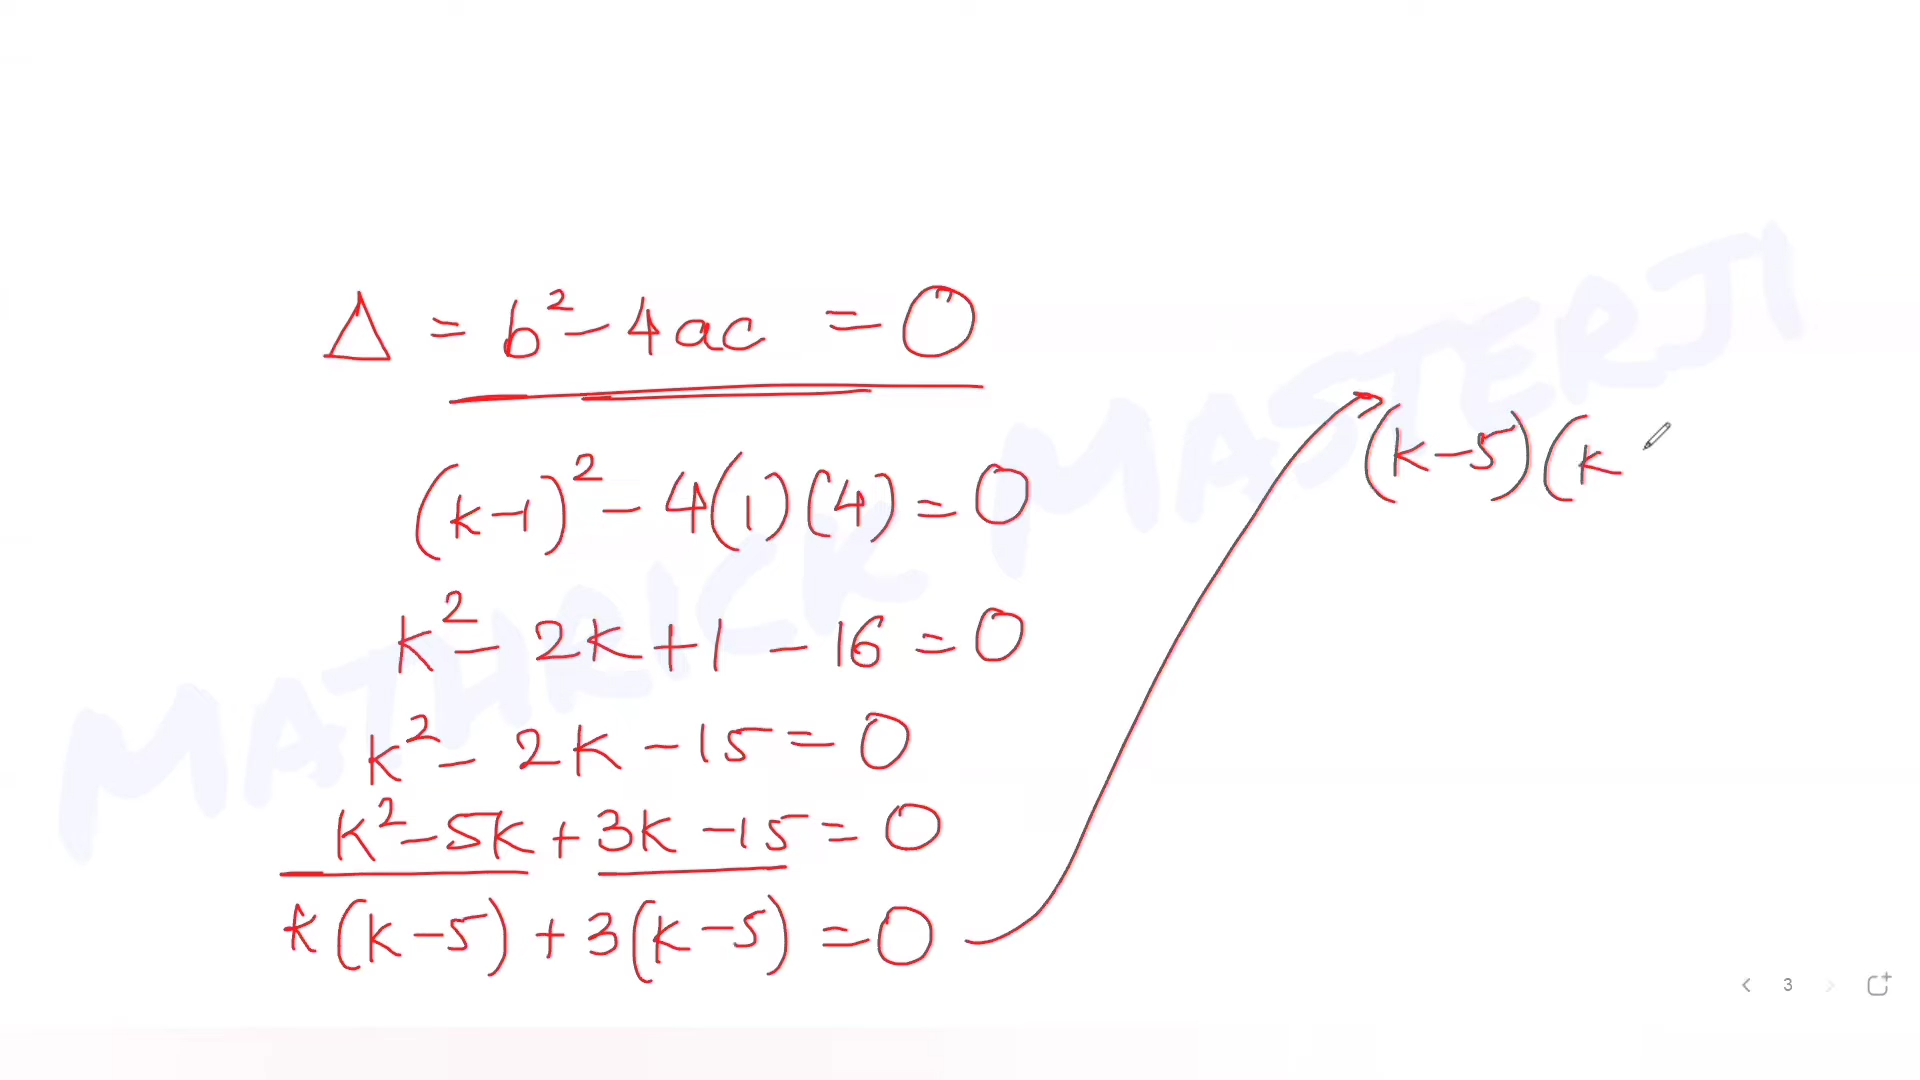 Δ = b² - 4ac = 0
(k-1)² - 4(1)(4) = 0
k² - 2k + 1 - 16 = 0
k² - 2k - 15 = 0
k² - 5k + 3k - 15 = 0
k(k-5) + 3(k-5) = 0
(k-5)(k
MATHRICK MASTERJI
< 3 >